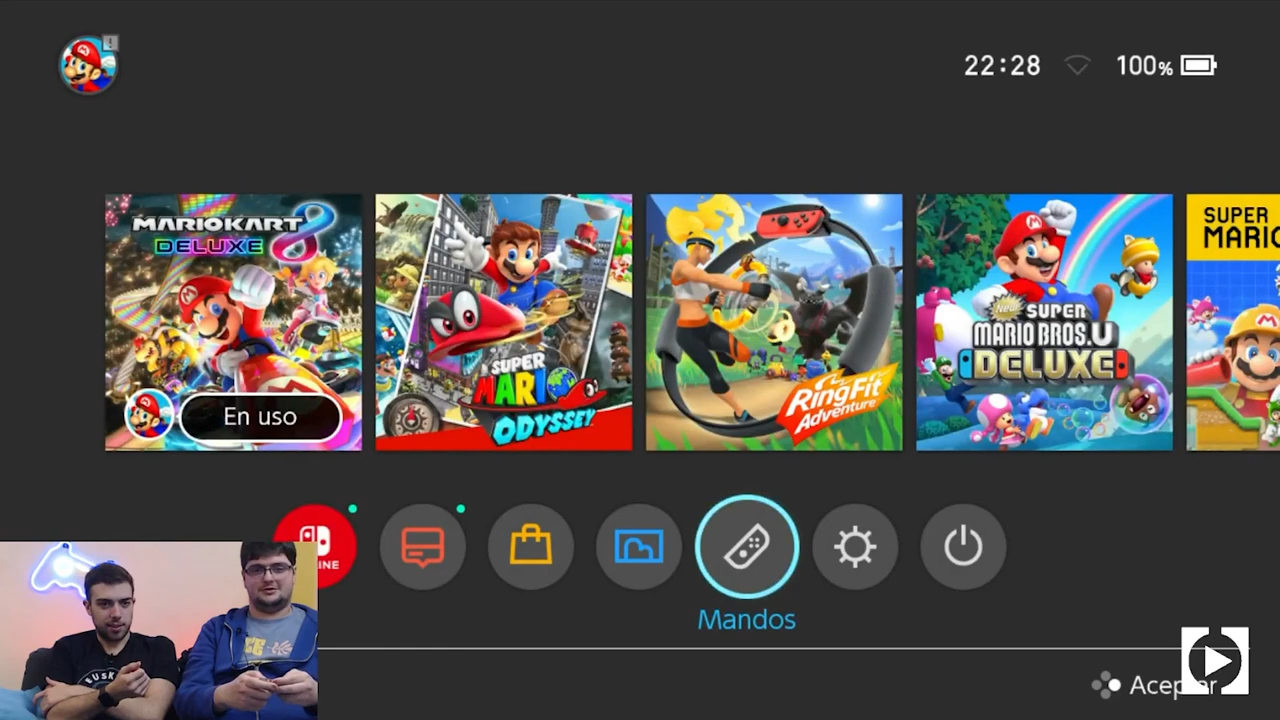 22:28
100%
MARIOKART 8
DELUXE
En uso
SUPER
MARIO
ODYSSEY
RingFit
Adventure
New SUPER
MARIO BROS.U
DELUXE
SUPER
Mandos